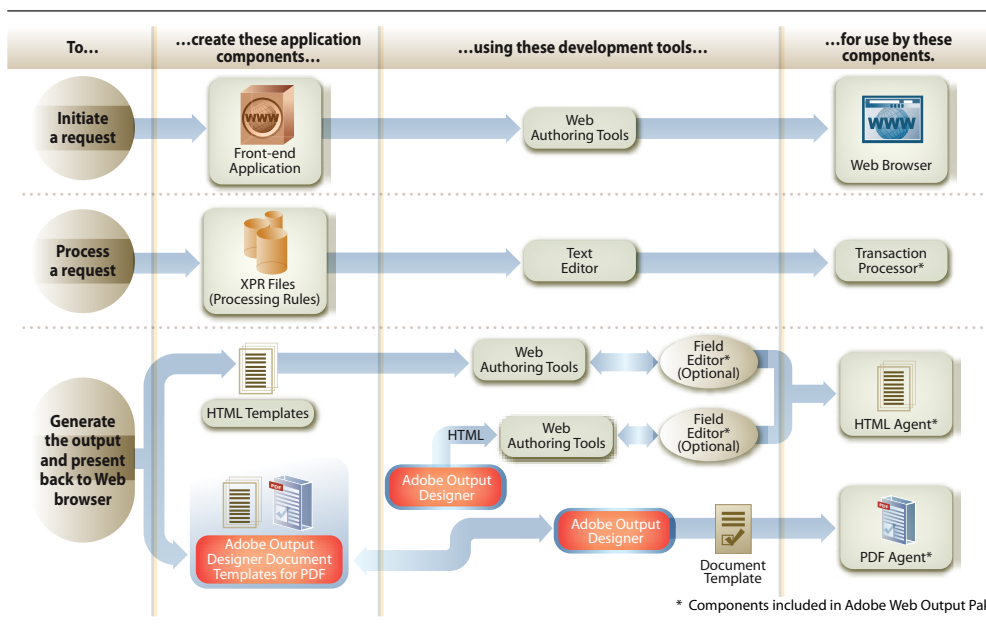 To…
…create these application
components…
…using these development tools…
…for use by these
components.
Initiate
a request
WWW
Front-end
Application
Web
Authoring Tools
WWW
Web Browser
Process
a request
XPR Files
(Processing Rules)
Text
Editor
Transaction
Processor*
Generate
the output
and present
back to Web
browser
HTML Templates
Web
Authoring Tools
Field
Editor*
(Optional)
HTML Agent*
HTML
Web
Authoring Tools
Field
Editor*
(Optional)
Adobe Output
Designer
PDF
Adobe Output
Designer Document
Templates for PDF
Adobe Output
Designer
Document
Template
PDF
PDF Agent*
* Components included in Adobe Web Output Pak